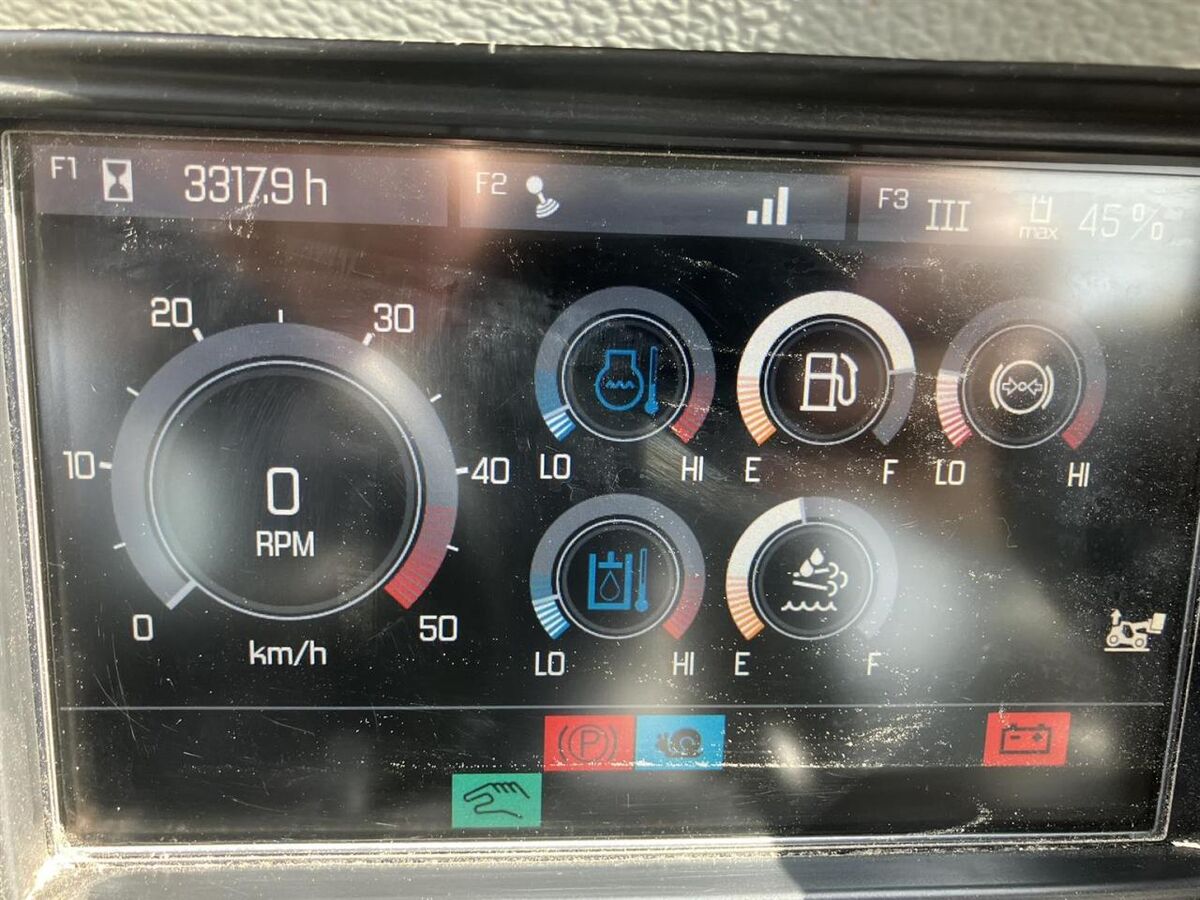 F1 3317.9 h F2 F3 III max 45%
20 30
10 40
0
RPM
0 50
km/h
LO HI E F LO HI
LO HI E F
P